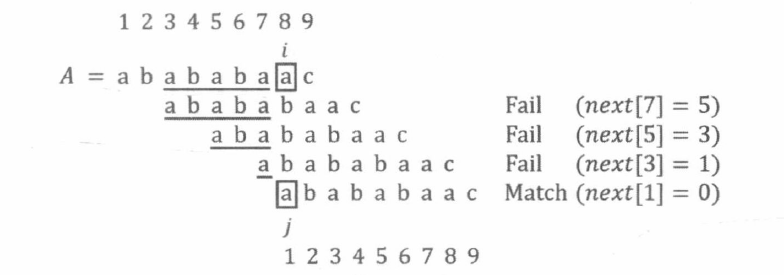 1 2 3 4 5 6 7 8 9
i
A = a b a b a b a a c
a b a b a b a a c Fail (next[7] = 5)
a b a b a b a a c Fail (next[5] = 3)
a b a b a b a a c Fail (next[3] = 1)
a b a b a b a a c Match (next[1] = 0)
j
1 2 3 4 5 6 7 8 9